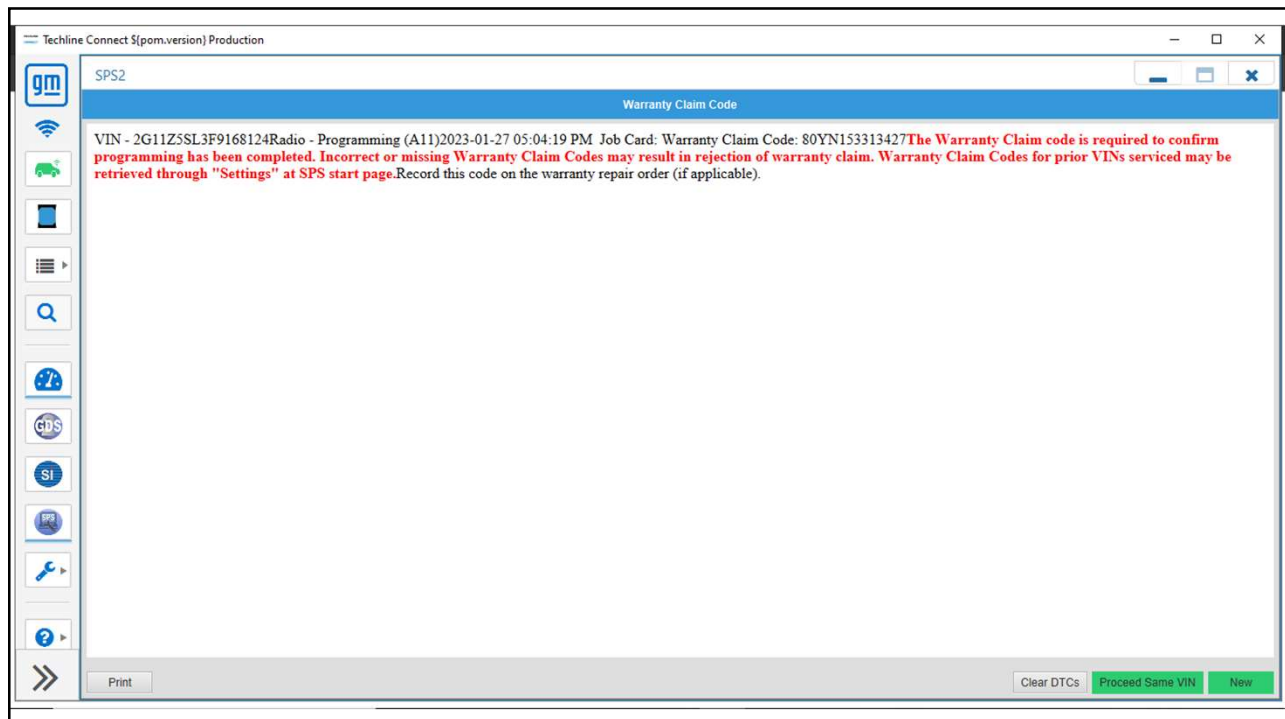 Techline Connect ${pom.version} Production
gm
SPS2
Warranty Claim Code
VIN - 2G11Z5SL3F9168124Radio - Programming (A11)2023-01-27 05:04:19 PM Job Card: Warranty Claim Code: 80YN153313427The Warranty Claim code is required to confirm
programming has been completed. Incorrect or missing Warranty Claim Codes may result in rejection of warranty claim. Warranty Claim Codes for prior VINs serviced may be
retrieved through "Settings" at SPS start page.Record this code on the warranty repair order (if applicable).
GDS
SI
SPS
?
Print
Clear DTCs
Proceed Same VIN
New